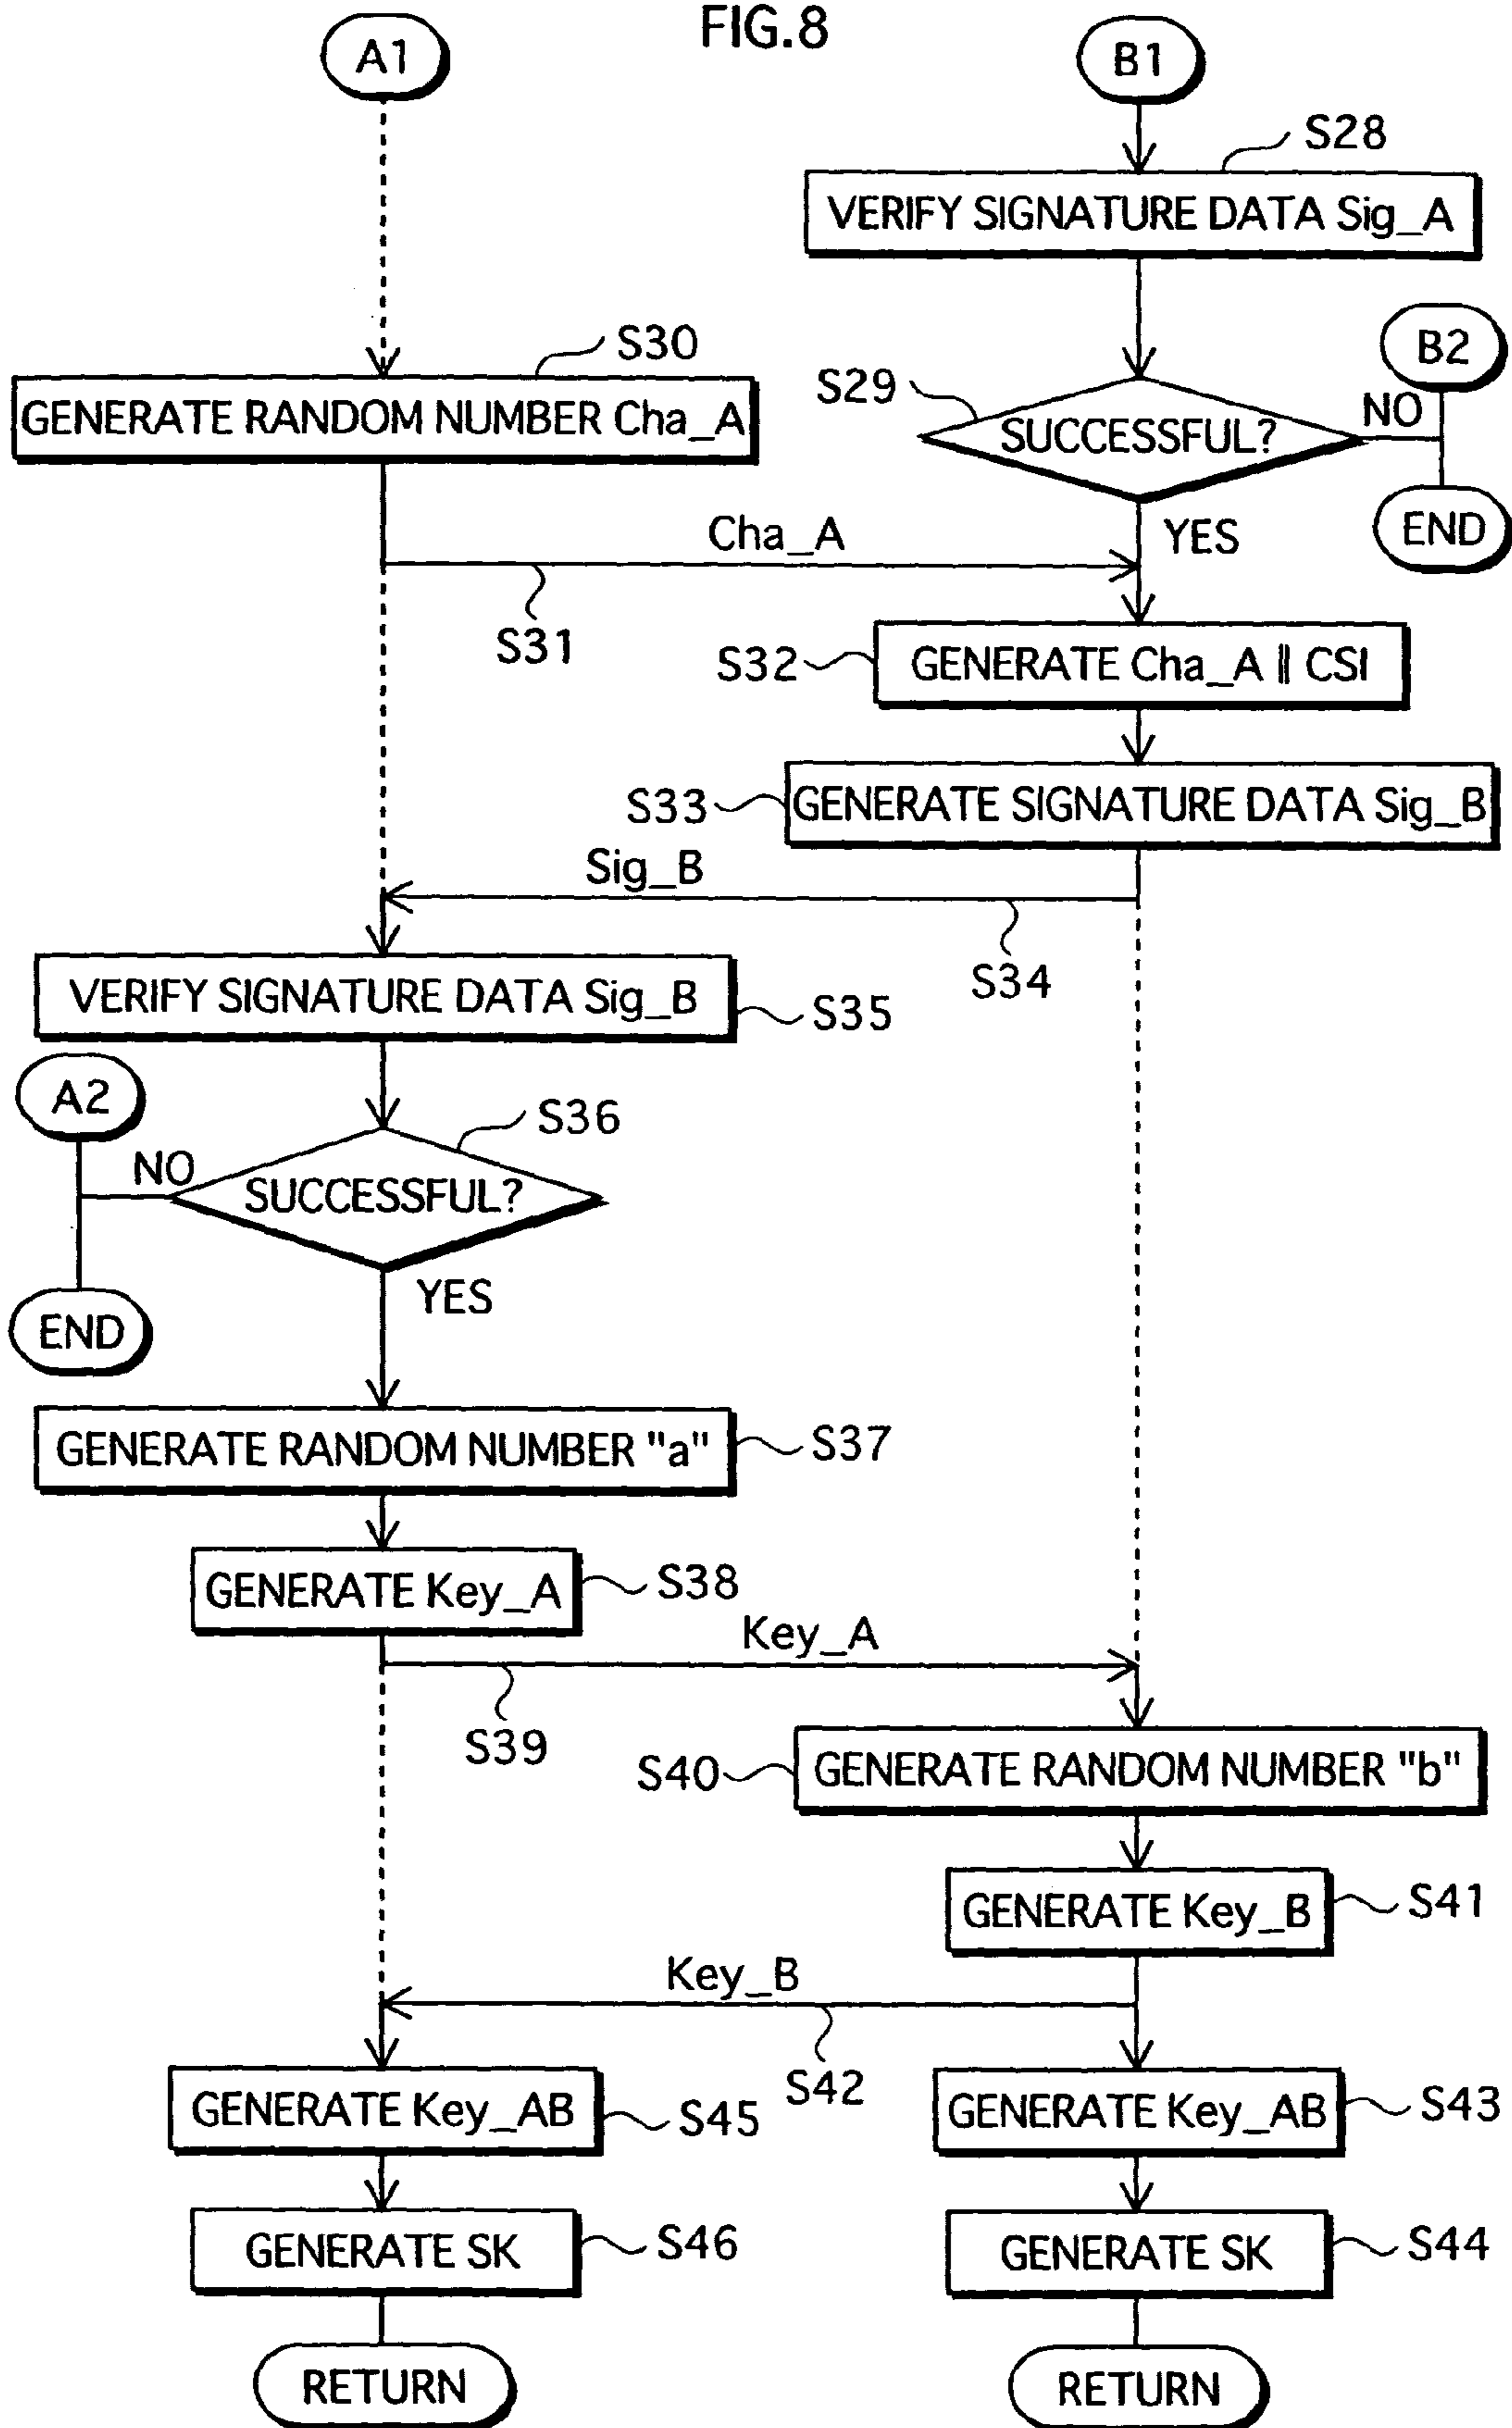 FIG.8
A1
B1
S28
VERIFY SIGNATURE DATA Sig_A
S30
GENERATE RANDOM NUMBER Cha_A
S29
SUCCESSFUL?
NO
B2
END
YES
Cha_A
S31
S32
GENERATE Cha_A || CSI
S33
GENERATE SIGNATURE DATA Sig_B
Sig_B
S34
VERIFY SIGNATURE DATA Sig_B
S35
A2
S36
NO
SUCCESSFUL?
YES
END
GENERATE RANDOM NUMBER "a"
S37
GENERATE Key_A
S38
Key_A
S39
S40
GENERATE RANDOM NUMBER "b"
GENERATE Key_B
S41
Key_B
S42
GENERATE Key_AB
S45
GENERATE Key_AB
S43
GENERATE SK
S46
GENERATE SK
S44
RETURN
RETURN